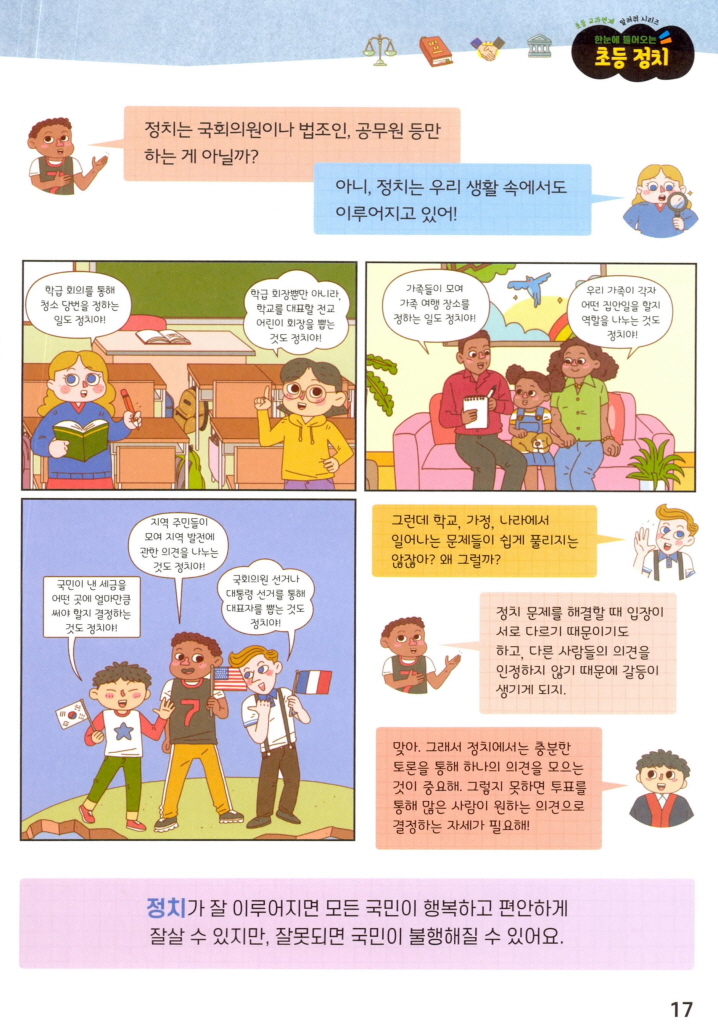 초등 교과연계 알려진 시리즈
한눈에 들어오는
초등 정치
정치는 국회의원이나 법조인, 공무원 등만
하는 게 아닐까?
아니, 정치는 우리 생활 속에서도
이루어지고 있어!
학급 회의를 통해
청소 당번을 정하는
일도 정치야!
학급 회장뿐만 아니라,
학교를 대표할 전교
어린이 회장을 뽑는
것도 정치야!
가족들이 모여
가족 여행 장소를
정하는 일도 정치야!
우리 가족이 각자
어떤 집안일을 할지
역할을 나누는 것도
정치야!
지역 주민들이
모여 지역 발전에
관한 의견을 나누는
것도 정치야!
국민이 낸 세금을
어떤 곳에 얼마만큼
써야 할지 결정하는
것도 정치야!
국회의원 선거나
대통령 선거를 통해
대표자를 뽑는 것도
정치야!
7
그런데 학교, 가정, 나라에서
일어나는 문제들이 쉽게 풀리지는
않잖아? 왜 그럴까?
정치 문제를 해결할 때 입장이
서로 다르기 때문이기도
하고, 다른 사람들의 의견을
인정하지 않기 때문에 갈등이
생기게 되지.
맞아. 그래서 정치에서는 충분한
토론을 통해 하나의 의견을 모으는
것이 중요해. 그렇지 못하면 투표를
통해 많은 사람이 원하는 의견으로
결정하는 자세가 필요해!
정치가 잘 이루어지면 모든 국민이 행복하고 편안하게
잘살 수 있지만, 잘못되면 국민이 불행해질 수 있어요.
17